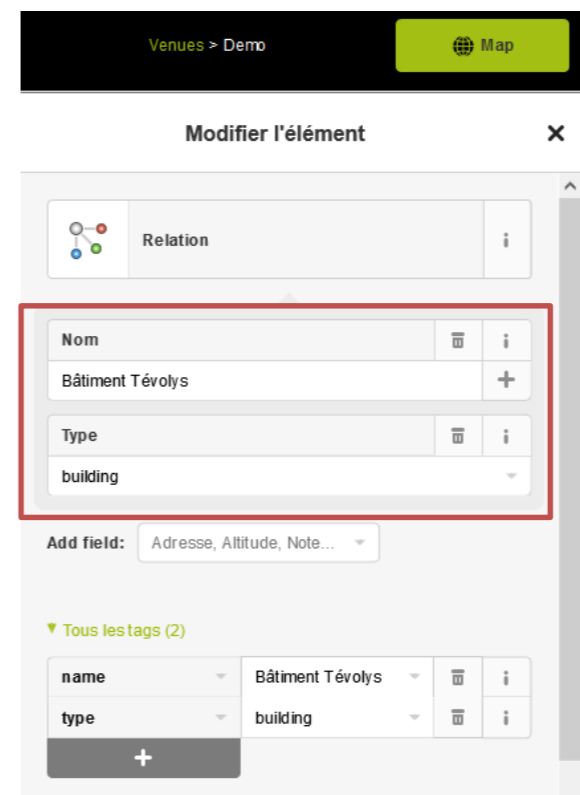 Venues > Demo
Map
Modifier l'élément
Relation
Nom
Bâtiment Tévolys
Type
building
Add field: Adresse, Altitude, Note...
Tous les tags (2)
name Bâtiment Tévolys
type building